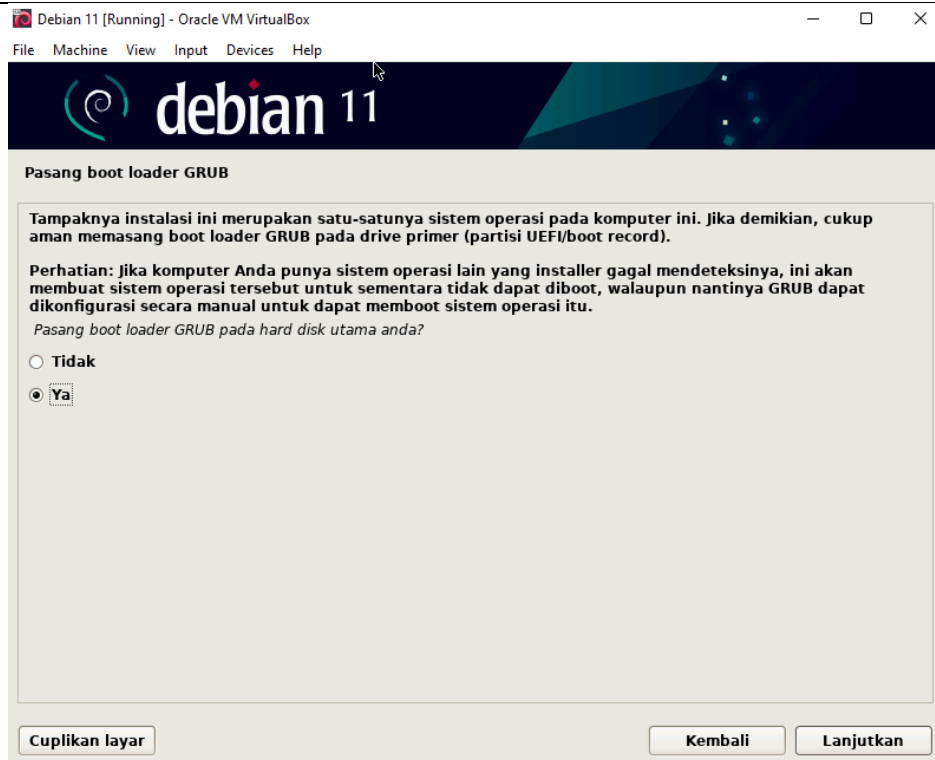 Debian 11 [Running] - Oracle VM VirtualBox
File Machine View Input Devices Help
debian 11
Pasang boot loader GRUB
Tampaknya instalasi ini merupakan satu-satunya sistem operasi pada komputer ini. Jika demikian, cukup
aman memasang boot loader GRUB pada drive primer (partisi UEFI/boot record).
Perhatian: Jika komputer Anda punya sistem operasi lain yang installer gagal mendeteksinya, ini akan
membuat sistem operasi tersebut untuk sementara tidak dapat diboot, walaupun nantinya GRUB dapat
dikonfigurasi secara manual untuk dapat memboot sistem operasi itu.
Pasang boot loader GRUB pada hard disk utama anda?
Tidak
Ya
Cuplikan layar Kembali Lanjutkan